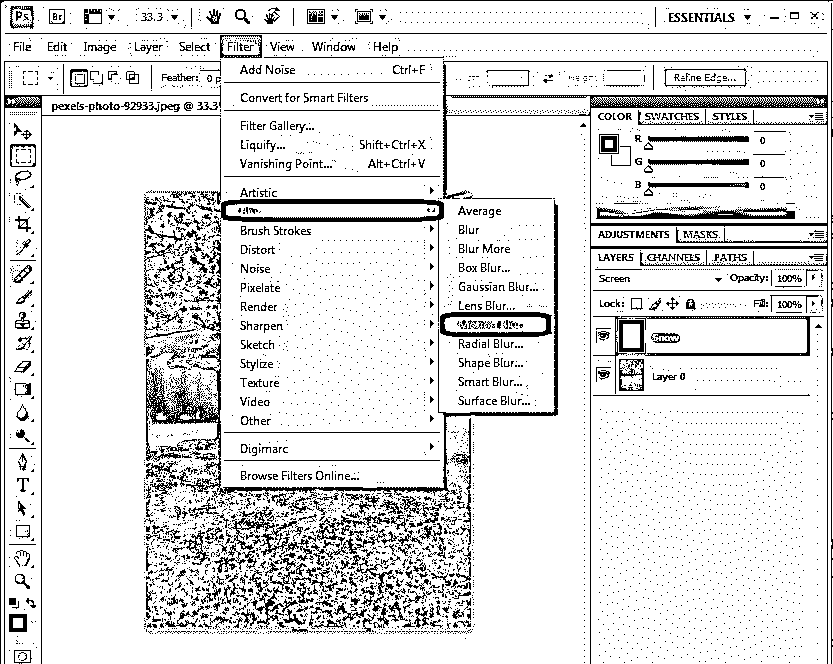 Ps Br 33.3 ESSENTIALS
File Edit Image Layer Select Filter View Window Help
Feather: 0 p Refine Edge...
pexels-photo-92933.jpeg @ 33.3
Add Noise Ctrl+F
Convert for Smart Filters
Filter Gallery...
Liquify... Shift+Ctrl+X
Vanishing Point... Alt+Ctrl+V
Artistic
Brush Strokes
Distort
Noise
Pixelate
Render
Sharpen
Sketch
Stylize
Texture
Video
Other
Digimarc
Browse Filters Online...
Average
Blur
Blur More
Box Blur...
Gaussian Blur...
Lens Blur...
Radial Blur...
Shape Blur...
Smart Blur...
Surface Blur...
COLOR SWATCHES STYLES
R 0
G 0
B 0
ADJUSTMENTS MASKS
LAYERS CHANNELS PATHS
Screen Opacity: 100%
Lock: Fill: 100%
Snow
Layer 0